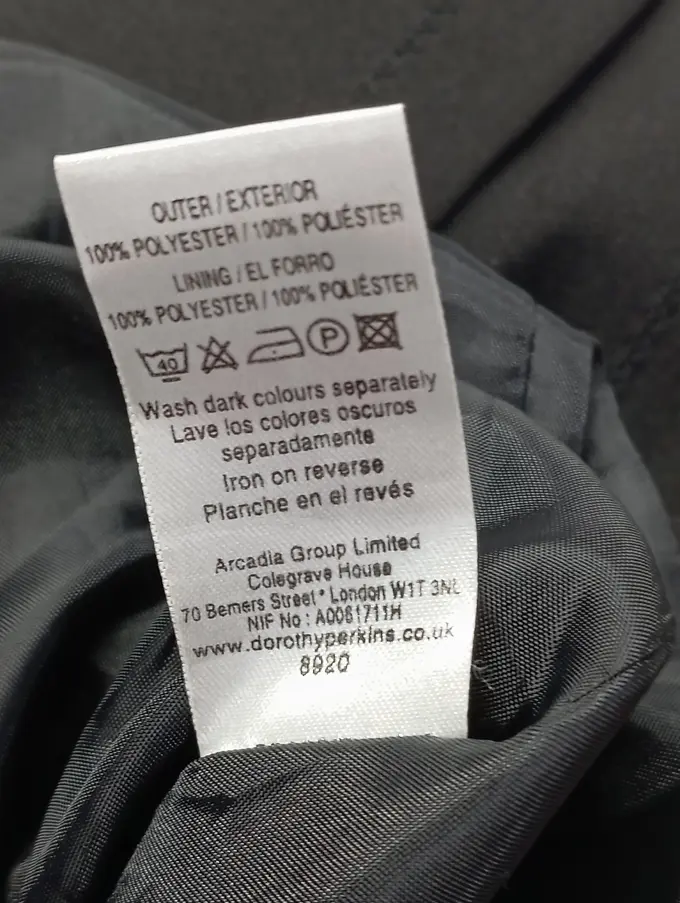 OUTER / EXTERIOR
100% POLYESTER / 100% POLIÉSTER
LINING / EL FORRO
100% POLYESTER / 100% POLIÉSTER
40 P
Wash dark colours separately
Lave los colores oscuros
separadamente
Iron on reverse
Planche en el revés
Arcadia Group Limited
Colegrave House
70 Berners Street * London W1T 3NL
NIF No : A0061711H
www.dorothyperkins.co.uk
8920